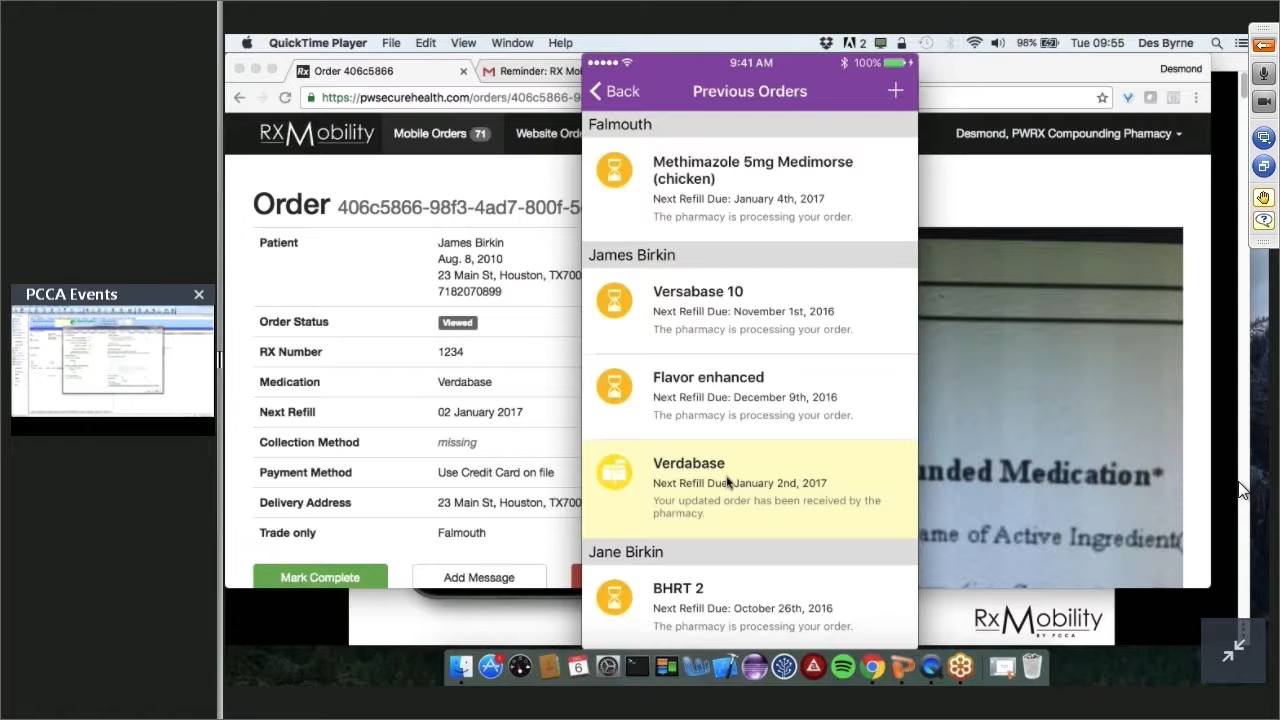 QuickTime Player File Edit View Window Help 2 98% Tue 09:55 Des Byrne
Order 406c5866
Reminder: RX Mo
Desmond
https://pwsecurehealth.com/orders/406c5866-9
RXMobility Mobile Orders 71 Website Ord
Desmond, PWRX Compounding Phamacy
Order 406c5866-98f3-4ad7-800f-5
Patient James Birkin
Aug. 8, 2010
23 Main St, Houston, TX700
7182070899
Order Status Viewed
RX Number 1234
Medication Verdabase
Next Refill 02 January 2017
Collection Method missing
Payment Method Use Credit Card on file
Delivery Address 23 Main St, Houston, TX700
Trade only Falmouth
Mark Complete Add Message
9:41 AM 100%
Back Previous Orders +
Falmouth
Methimazole 5mg Medimorse
(chicken)
Next Refill Due: January 4th, 2017
The pharmacy is processing your order.
James Birkin
Versabase 10
Next Refill Due: November 1st, 2016
The pharmacy is processing your order.
Flavor enhanced
Next Refill Due: December 9th, 2016
The pharmacy is processing your order.
Verdabase
Next Refill Due January 2nd, 2017
Your updated order has been received by the
pharmacy.
Jane Birkin
BHRT 2
Next Refill Due: October 26th, 2016
The pharmacy is processing your order.
unded Medication*
ame of Active Ingredient(
RxMobility
BY PCCA
PCCA Events
6